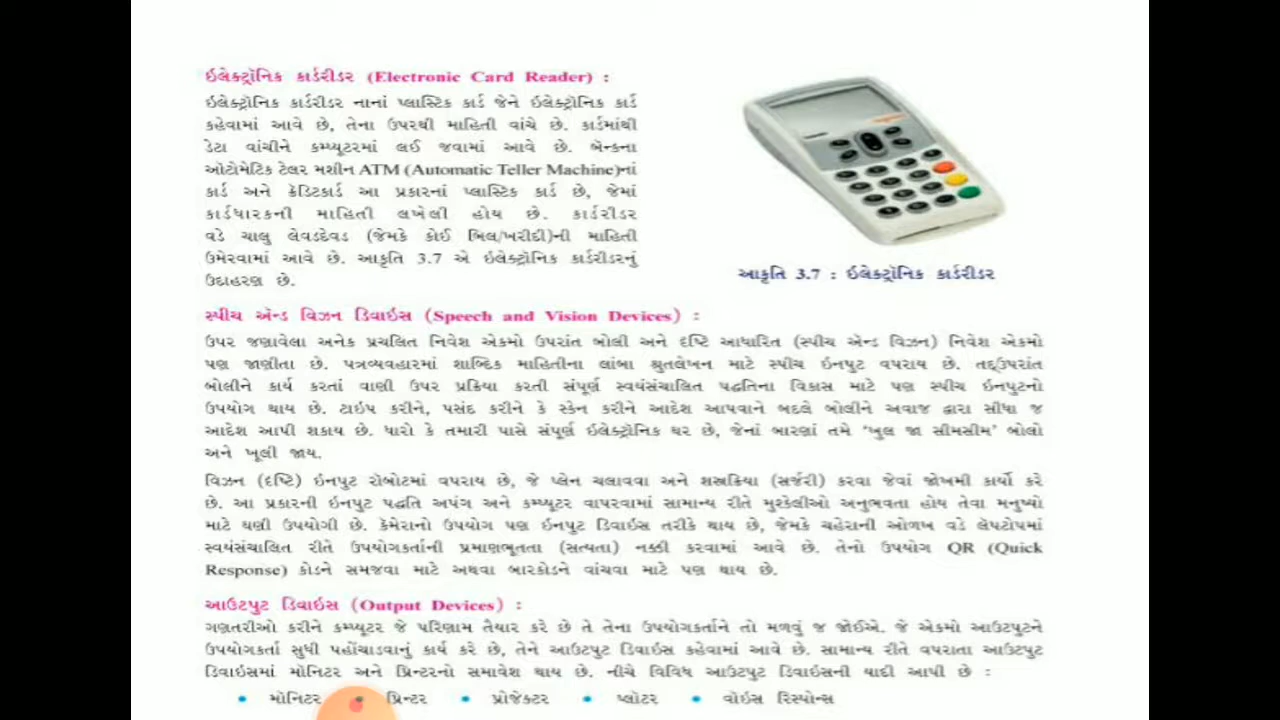 ઇલેક્ટ્રૉનિક કાર્ડરીડર (Electronic Card Reader) :
ઇલેક્ટ્રૉનિક કાર્ડરીડર નાનાં પ્લાસ્ટિક કાર્ડ જેને ઇલેક્ટ્રૉનિક કાર્ડ
કહેવામાં આવે છે, તેના ઉપરથી માહિતી વાંચે છે. કાર્ડમાંથી
ડેટા વાંચીને કમ્પ્યૂટરમાં લઈ જવામાં આવે છે. બૅન્કના
ઑટોમેટિક ટેલર મશીન ATM (Automatic Teller Machine)નાં
કાર્ડ અને ક્રૅડિટકાર્ડ આ પ્રકારનાં પ્લાસ્ટિક કાર્ડ છે, જેમાં
કાર્ડધારકની માહિતી લખેલી હોય છે. કાર્ડરીડર
વડે ચાલુ લેવડદેવડ (જેમકે કોઈ બિલ/ખરીદી)ની માહિતી
ઉમેરવામાં આવે છે. આકૃતિ 3.7 એ ઇલેક્ટ્રૉનિક કાર્ડરીડરનું
ઉદાહરણ છે.
આકૃતિ 3.7 : ઇલેક્ટ્રૉનિક કાર્ડરીડર
સ્પીચ ઍન્ડ વિઝન ડિવાઇસ (Speech and Vision Devices) :
ઉપર જણાવેલા અનેક પ્રચલિત નિવેશ એકમો ઉપરાંત બોલી અને દષ્ટિ આધારિત (સ્પીચ ઍન્ડ વિઝન) નિવેશ એકમો
પણ જાણીતા છે. પત્રવ્યવહારમાં શાબ્દિક માહિતીના લાંબા શ્રુતલેખન માટે સ્પીચ ઇનપુટ વપરાય છે. તદ્ઉપરાંત
બોલીને કાર્ય કરતાં વાણી ઉપર પ્રક્રિયા કરતી સંપૂર્ણ સ્વયંસંચાલિત પદ્ધતિના વિકાસ માટે પણ સ્પીચ ઇનપુટનો
ઉપયોગ થાય છે. ટાઇપ કરીને, પસંદ કરીને કે સ્કેન કરીને આદેશ આપવાને બદલે બોલીને અવાજ દ્વારા સીધા જ
આદેશ આપી શકાય છે. ધારો કે તમારી પાસે સંપૂર્ણ ઇલેક્ટ્રૉનિક ઘર છે, જેનાં બારણાં તમે 'ખુલ જા સીમસીમ' બોલો
અને ખૂલી જાય.
વિઝન (દષ્ટિ) ઇનપુટ રૉબોટમાં વપરાય છે, જે પ્લેન ચલાવવા અને શસ્ત્રક્રિયા (સર્જરી) કરવા જેવાં જોખમી કાર્યો કરે
છે. આ પ્રકારની ઇનપુટ પદ્ધતિ અપંગ અને કમ્પ્યૂટર વાપરવામાં સામાન્ય રીતે મુશ્કેલીઓ અનુભવતા હોય તેવા મનુષ્યો
માટે ઘણી ઉપયોગી છે. કૅમેરાનો ઉપયોગ પણ ઇનપુટ ડિવાઇસ તરીકે થાય છે, જેમકે ચહેરાની ઓળખ વડે લૅપટોપમાં
સ્વયંસંચાલિત રીતે ઉપયોગકર્તાની પ્રમાણભૂતતા (સત્યતા) નક્કી કરવામાં આવે છે. તેનો ઉપયોગ QR (Quick
Response) કોડને સમજવા માટે અથવા બારકોડને વાંચવા માટે પણ થાય છે.
આઉટપુટ ડિવાઇસ (Output Devices) :
ગણતરીઓ કરીને કમ્પ્યૂટર જે પરિણામ તૈયાર કરે છે તે તેના ઉપયોગકર્તાને તો મળવું જ જોઈએ. જે એકમો આઉટપુટને
ઉપયોગકર્તા સુધી પહોંચાડવાનું કાર્ય કરે છે, તેને આઉટપુટ ડિવાઇસ કહેવામાં આવે છે. સામાન્ય રીતે વપરાતા આઉટપુટ
ડિવાઇસમાં મોનિટર અને પ્રિન્ટરનો સમાવેશ થાય છે. નીચે વિવિધ આઉટપુટ ડિવાઇસની યાદી આપી છે :
• મોનિટર • પ્રિન્ટર • પ્રોજેક્ટર • પ્લૉટર • વૉઇસ રિસ્પોન્સ